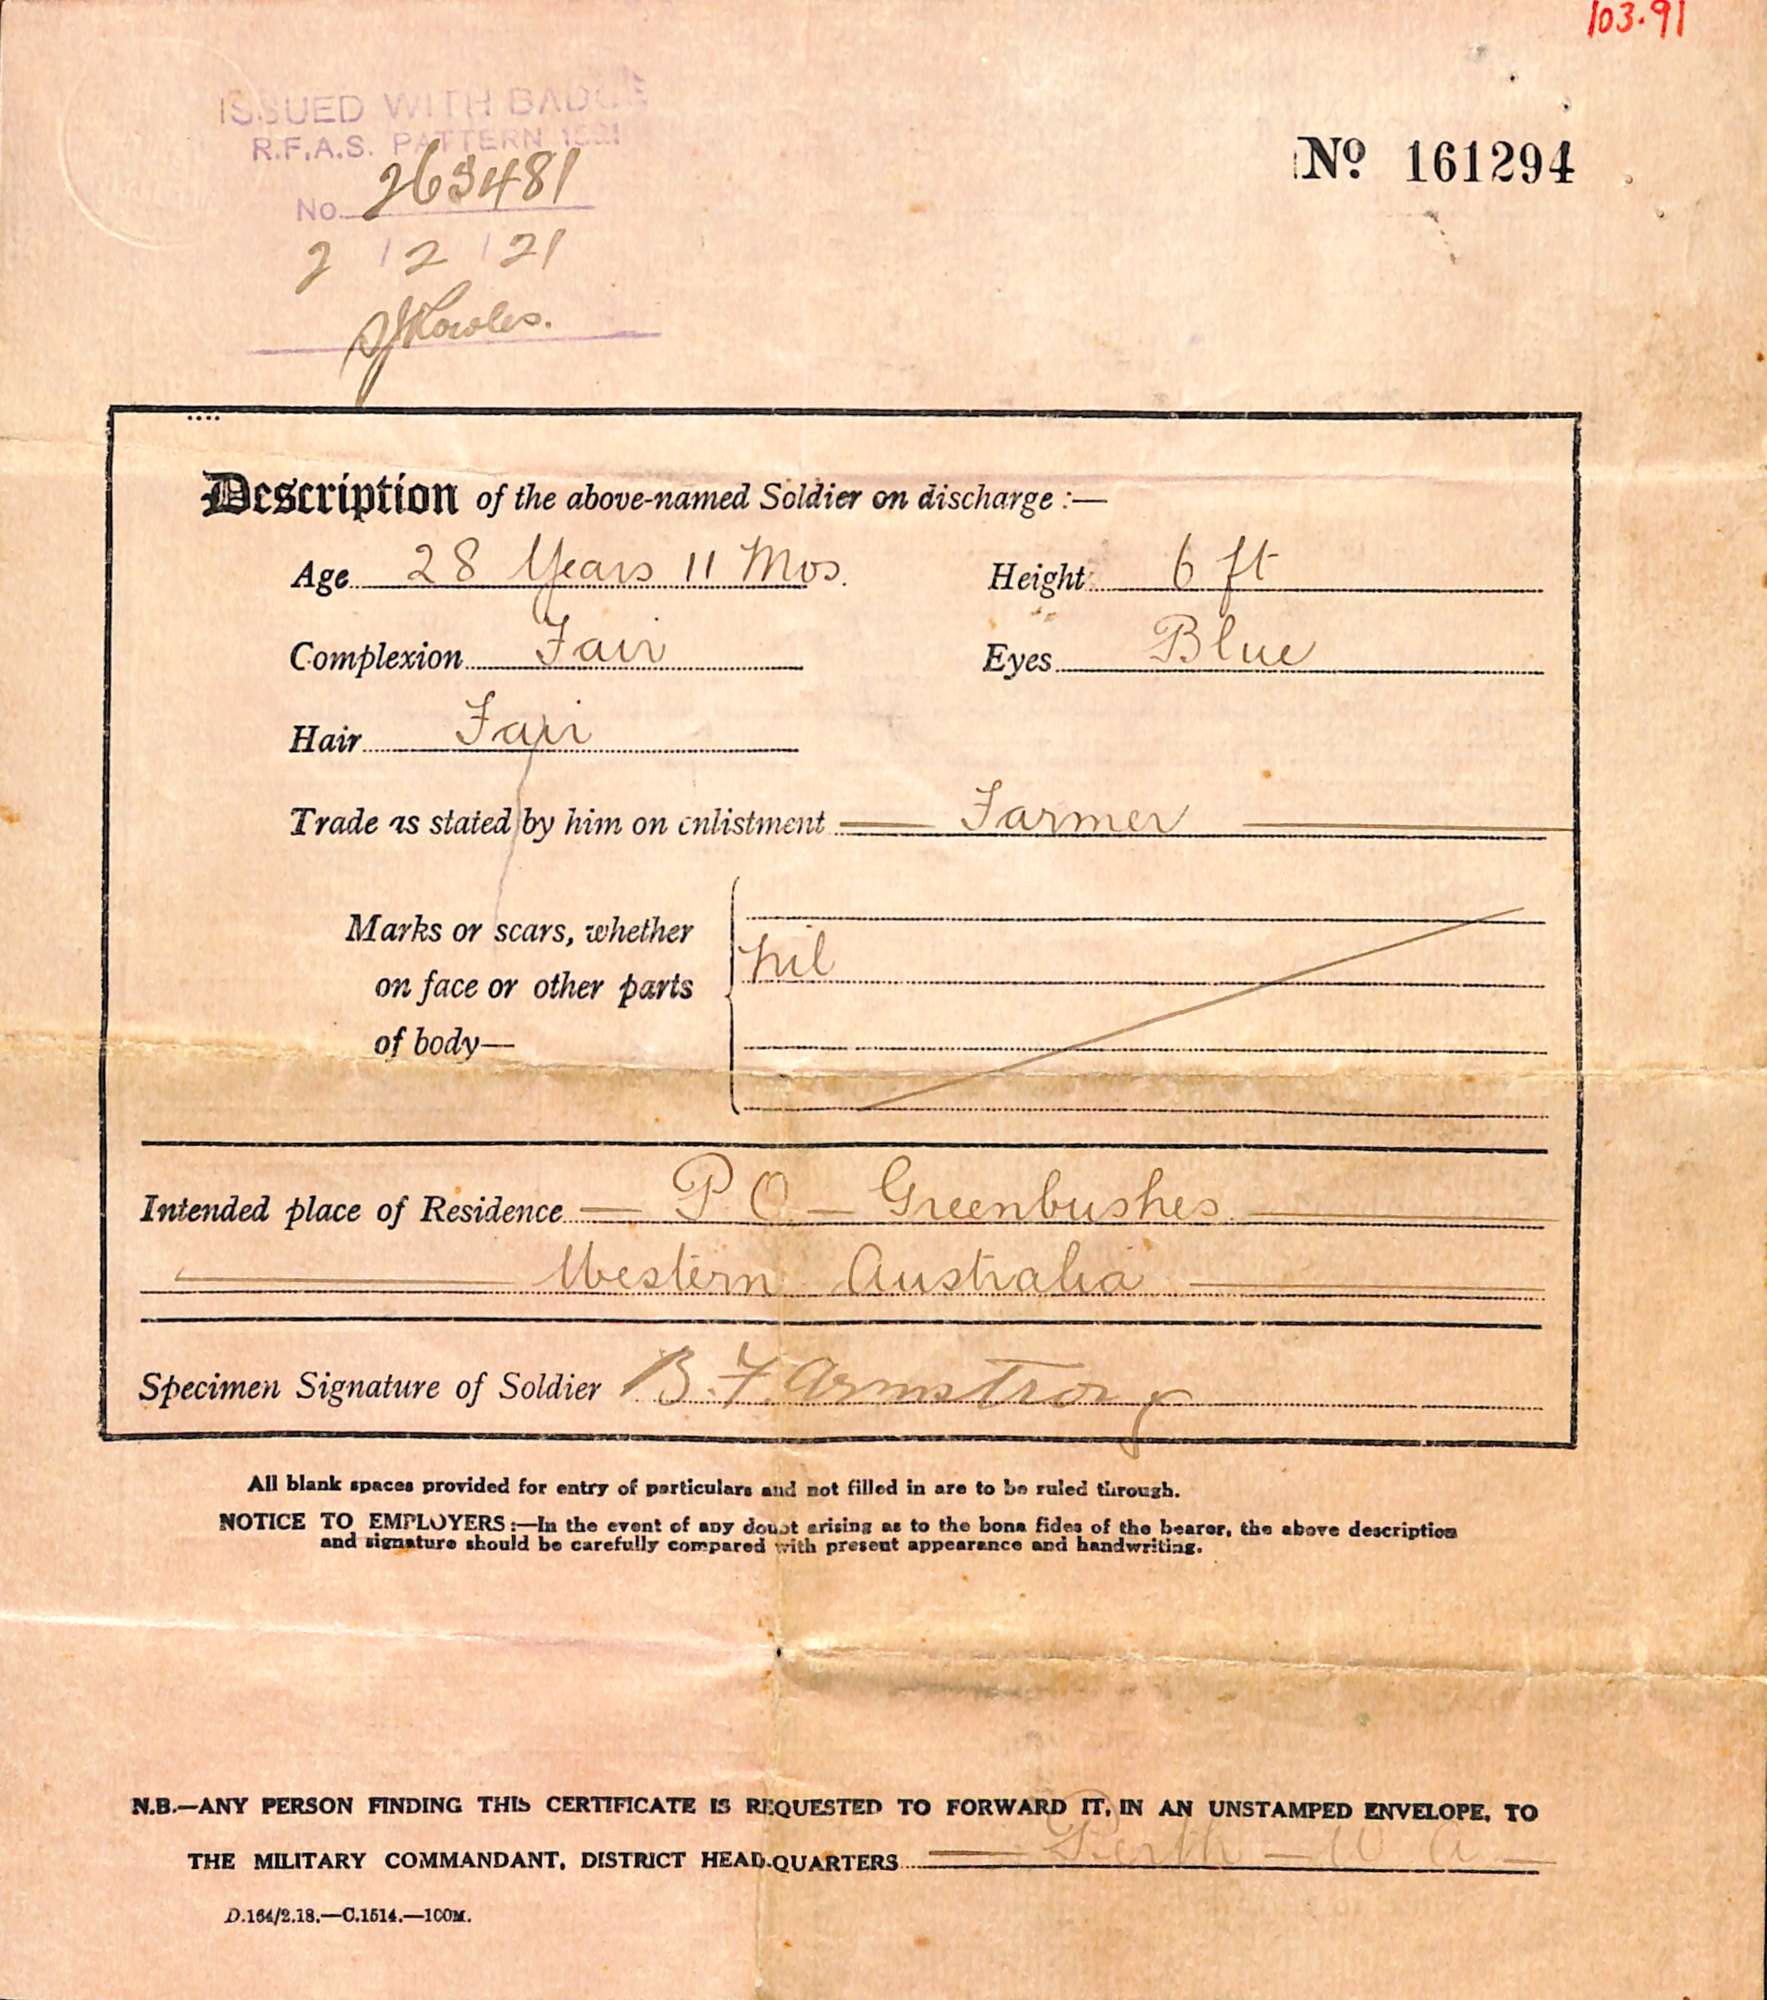 103.91
ISSUED WITH BADGE
R.F.A.S. PATTERN 1921
No. 263481
2 / 2 / 21
No. 161294
Description of the above-named Soldier on discharge :—
Age 28 Years 11 Mos. Height 6 ft
Complexion Fair Eyes Blue
Hair Fair
Trade as stated by him on enlistment — Farmer —
Marks or scars, whether
on face or other parts nil
of body—
Intended place of Residence — P.O. — Greenbushes —
— Western Australia —
Specimen Signature of Soldier B. F. Armstrong
All blank spaces provided for entry of particulars and not filled in are to be ruled through.
NOTICE TO EMPLOYERS:—In the event of any doubt arising as to the bona fides of the bearer, the above description
and signature should be carefully compared with present appearance and handwriting.
N.B.—ANY PERSON FINDING THIS CERTIFICATE IS REQUESTED TO FORWARD IT, IN AN UNSTAMPED ENVELOPE, TO
THE MILITARY COMMANDANT, DISTRICT HEAD-QUARTERS — Perth — W A —
D.164/2.18.—C.1514.—100M.